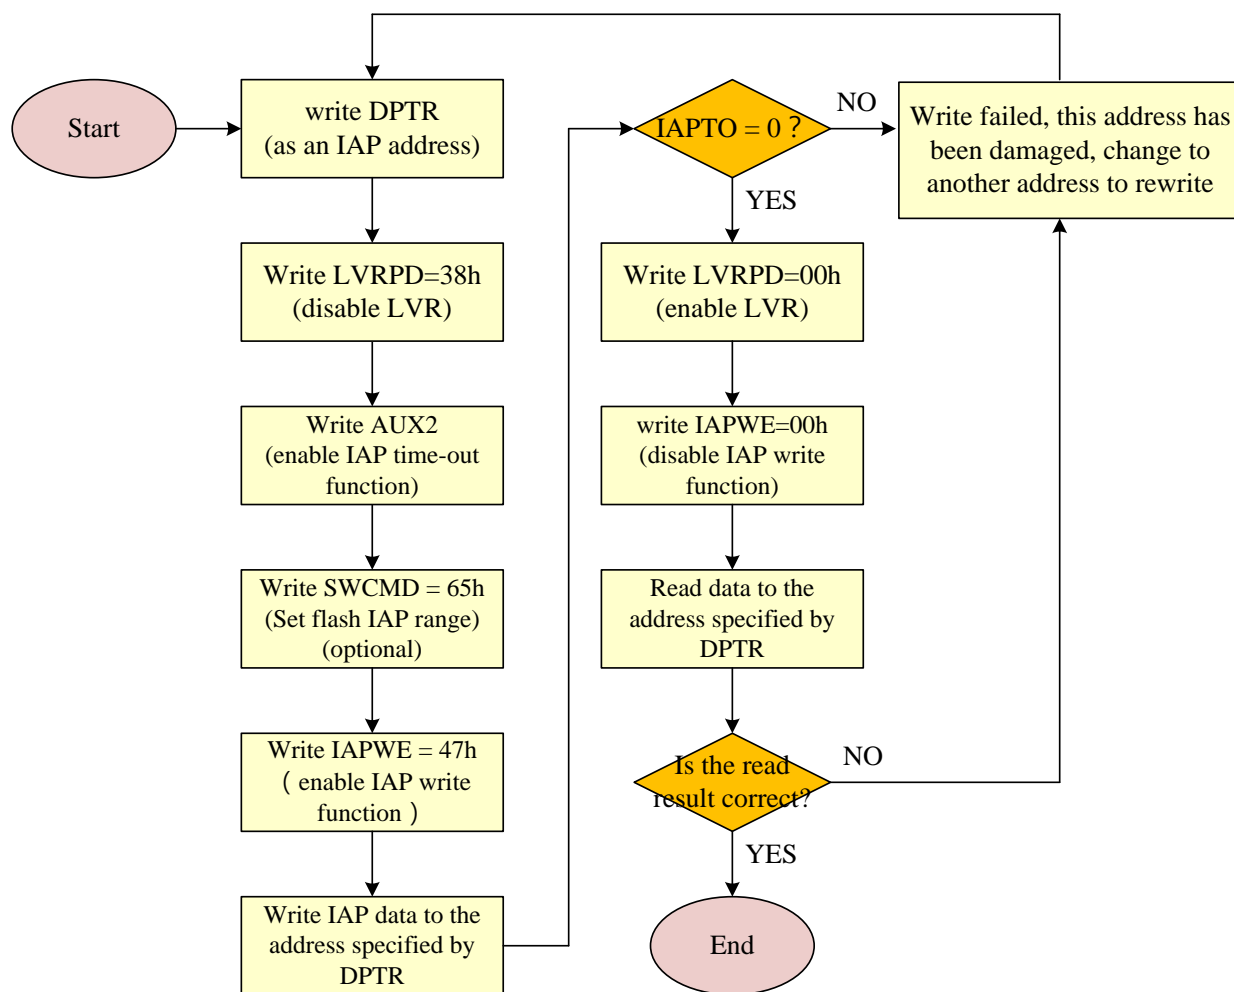 Start
write DPTR
(as an IAP address)
Write LVRPD=38h
(disable LVR)
Write AUX2
(enable IAP time-out
function)
Write SWCMD = 65h
(Set flash IAP range)
(optional)
Write IAPWE = 47h
（ enable IAP write
function ）
Write IAP data to the
address specified by
DPTR
IAPTO = 0 ？
NO
YES
Write failed, this address has
been damaged, change to
another address to rewrite
Write LVRPD=00h
(enable LVR)
write IAPWE=00h
(disable IAP write
function)
Read data to the
address specified by
DPTR
Is the read
result correct?
NO
YES
End